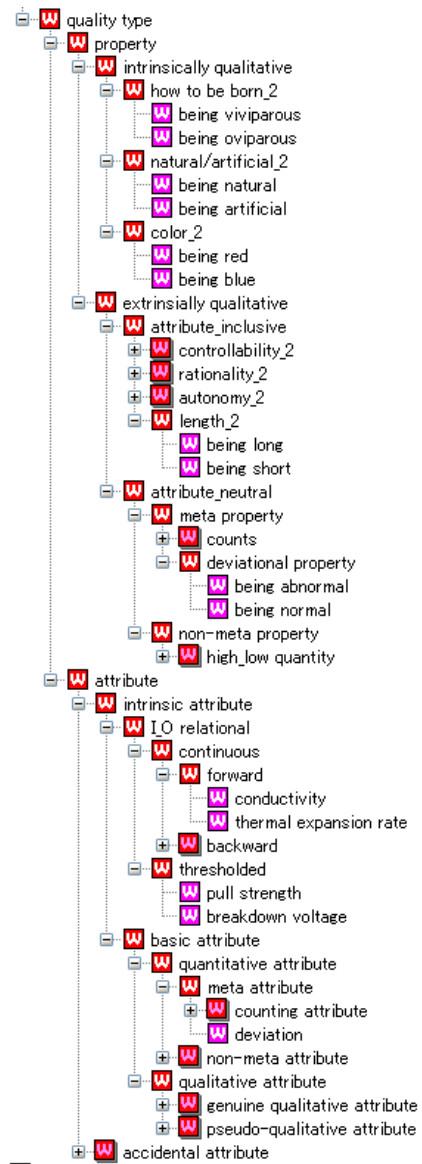 quality type
property
intrinsically qualitative
how to be born_2
being viviparous
being oviparous
natural/artificial_2
being natural
being artificial
color_2
being red
being blue
extrinsially qualitative
attribute_inclusive
controllability_2
rationality_2
autonomy_2
length_2
being long
being short
attribute_neutral
meta property
counts
deviational property
being abnormal
being normal
non-meta property
high_low quantity
attribute
intrinsic attribute
I_O relational
continuous
forward
conductivity
thermal expansion rate
backward
thresholded
pull strength
breakdown voltage
basic attribute
quantitative attribute
meta attribute
counting attribute
deviation
non-meta attribute
qualitative attribute
genuine qualitative attribute
pseudo-qualitative attribute
accidental attribute